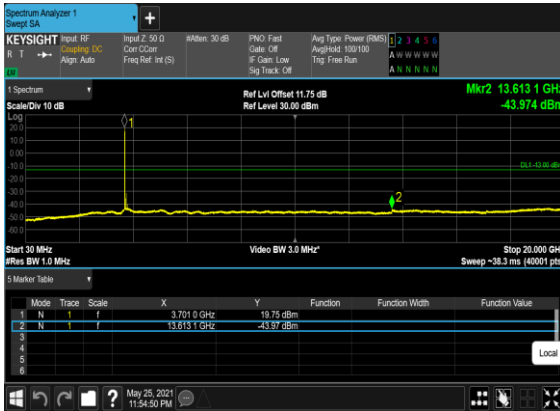 Spectrum Analyzer 1
Swept SA
+
KEYSIGHT Input: RF Input Z: 50 Ω #Atten: 30 dB PNO: Fast Avg Type: Power (RMS) 1 2 3 4 5 6
R T Coupling: DC Corr CCorr Gate: Off Avg|Hold: 100/100 A W W W W W
Align: Auto Freq Ref: Int (S) IF Gain: Low Trig: Free Run
Sig Track: Off A N N N N N
1 Spectrum Ref Lvl Offset 11.75 dB Mkr2 13.613 1 GHz
Scale/Div 10 dB Ref Level 30.00 dBm -43.974 dBm
Log
1
20.0
10.0
0.00
-10.0
DL1 -13.00 dBm
-20.0
-30.0
-40.0
2
-50.0
-60.0
Start 30 MHz Video BW 3.0 MHz* Stop 20.000 GHz
#Res BW 1.0 MHz Sweep ~38.3 ms (40001 pts)
5 Marker Table
Mode Trace Scale X Y Function Function Width Function Value
1 N 1 f 3.701 0 GHz 19.75 dBm
2 N 1 f 13.613 1 GHz -43.97 dBm
3
4
5
6
Local
? May 25, 2021
11:54:50 PM